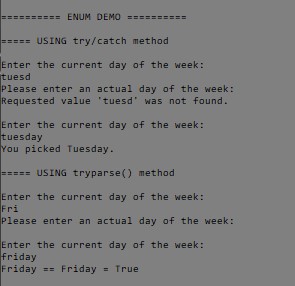 ========== ENUM DEMO ==========
===== USING try/catch method
Enter the current day of the week:
tuesd
Please enter an actual day of the week:
Requested value 'tuesd' was not found.
Enter the current day of the week:
tuesday
You picked Tuesday.
===== USING tryparse() method
Enter the current day of the week:
Fri
Please enter an actual day of the week:
Enter the current day of the week:
friday
Friday == Friday = True